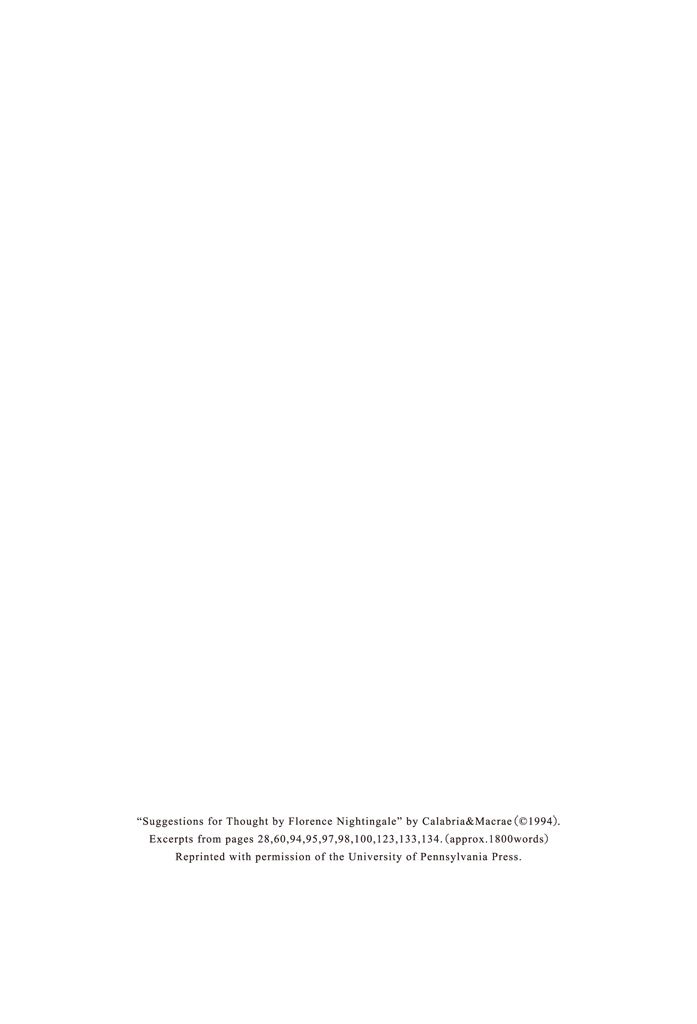 “Suggestions for Thought by Florence Nightingale” by Calabria&Macrae（©1994）.
Excerpts from pages 28,60,94,95,97,98,100,123,133,134.（approx.1800words）
Reprinted with permission of the University of Pennsylvania Press.